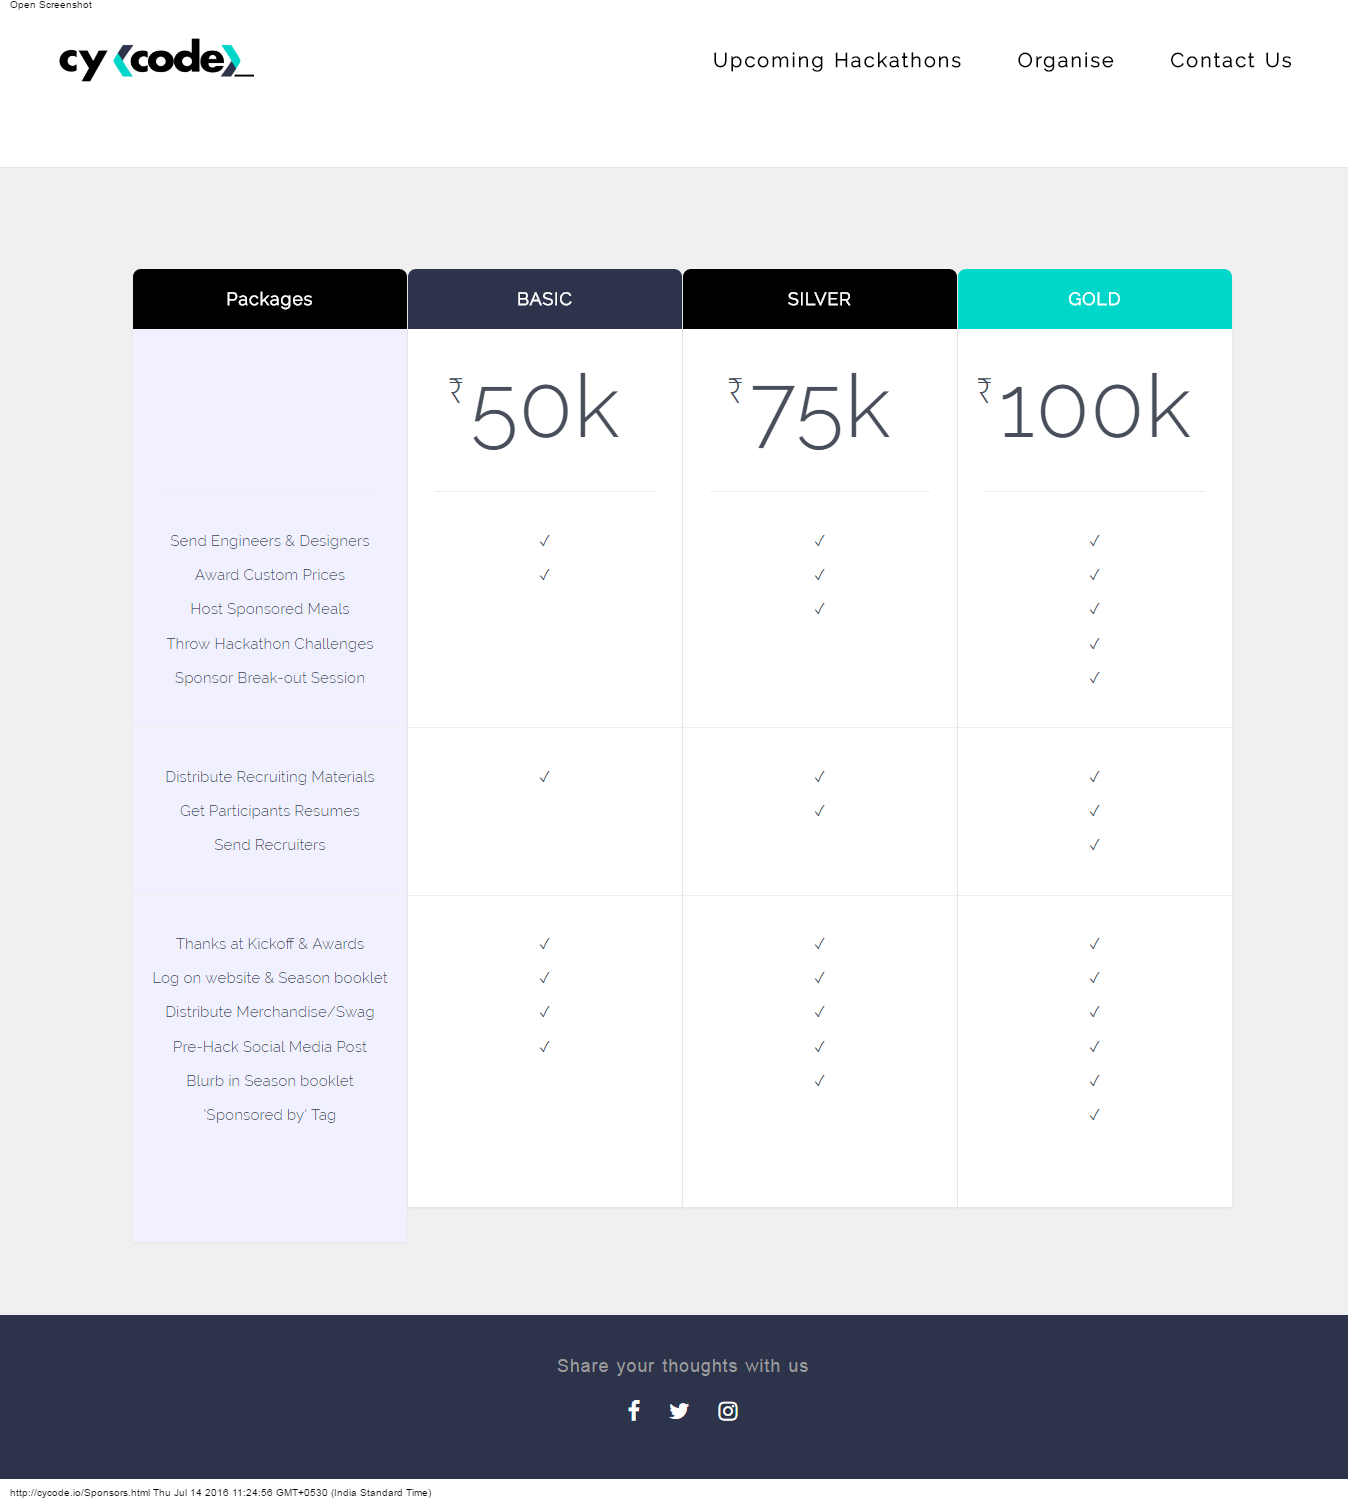 Open Screenshot
cy<code>_
Upcoming Hackathons Organise Contact Us
Packages BASIC SILVER GOLD
₹50k ₹75k ₹100k
Send Engineers & Designers ✓ ✓ ✓
Award Custom Prices ✓ ✓ ✓
Host Sponsored Meals ✓ ✓
Throw Hackathon Challenges ✓
Sponsor Break-out Session ✓
Distribute Recruiting Materials ✓ ✓ ✓
Get Participants Resumes ✓ ✓
Send Recruiters ✓
Thanks at Kickoff & Awards ✓ ✓ ✓
Log on website & Season booklet ✓ ✓ ✓
Distribute Merchandise/Swag ✓ ✓ ✓
Pre-Hack Social Media Post ✓ ✓ ✓
Blurb in Season booklet ✓ ✓
'Sponsored by' Tag ✓
Share your thoughts with us
http://cycode.io/Sponsors.html Thu Jul 14 2016 11:24:56 GMT+0530 (India Standard Time)